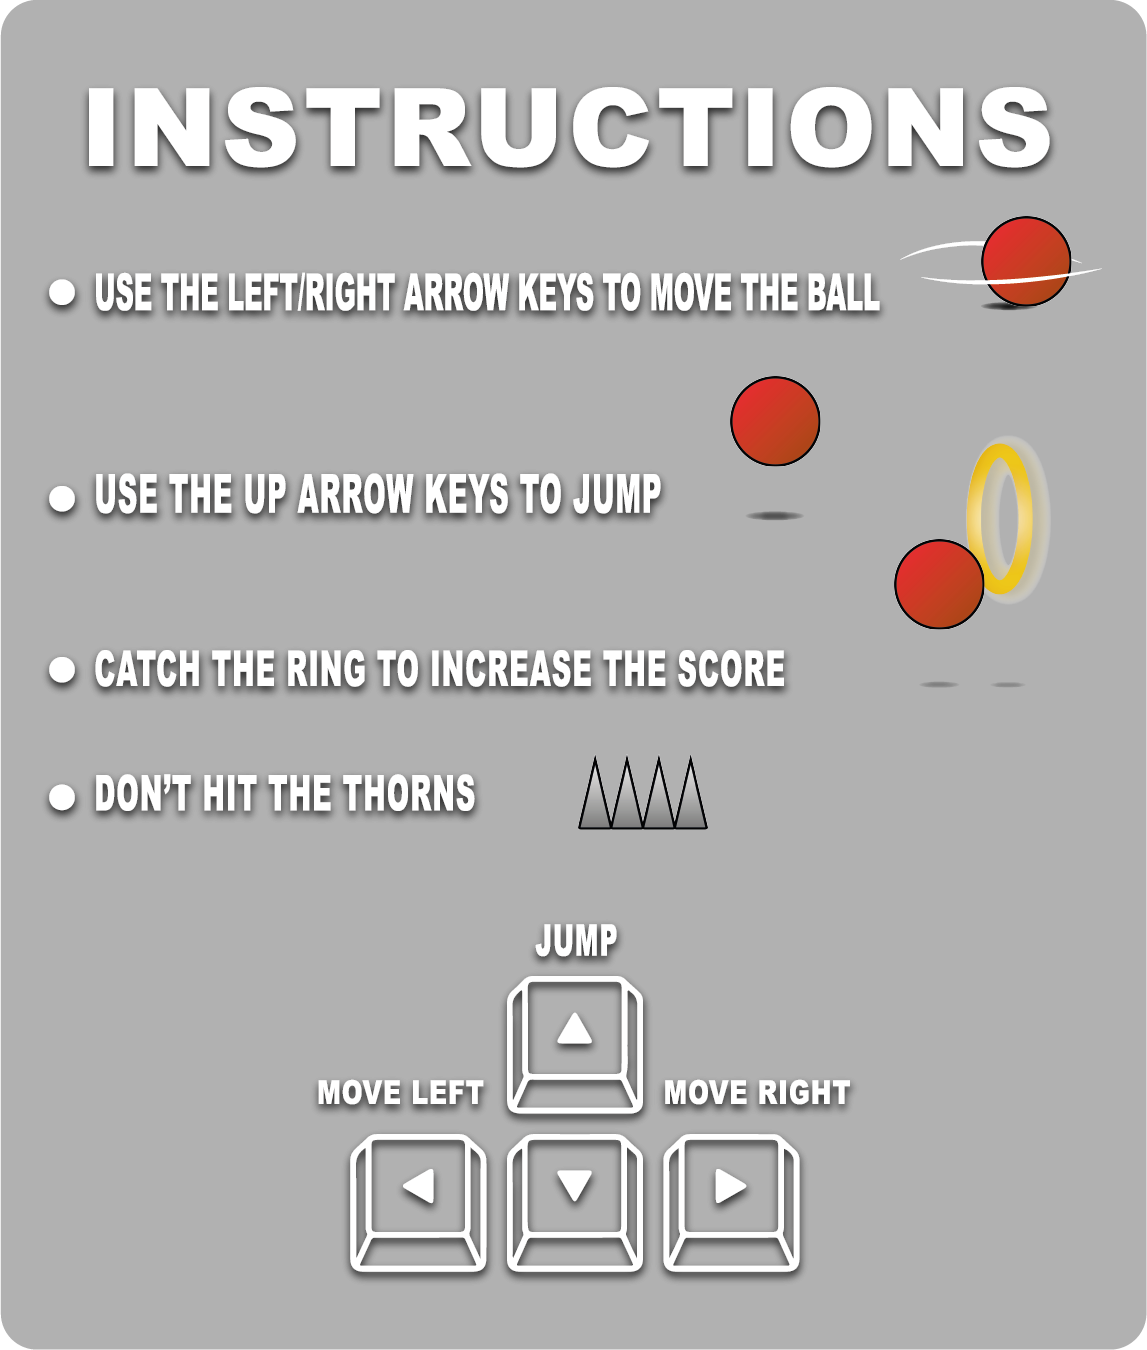 INSTRUCTIONS
USE THE LEFT/RIGHT ARROW KEYS TO MOVE THE BALL
USE THE UP ARROW KEYS TO JUMP
CATCH THE RING TO INCREASE THE SCORE
DON’T HIT THE THORNS
JUMP
MOVE LEFT
MOVE RIGHT